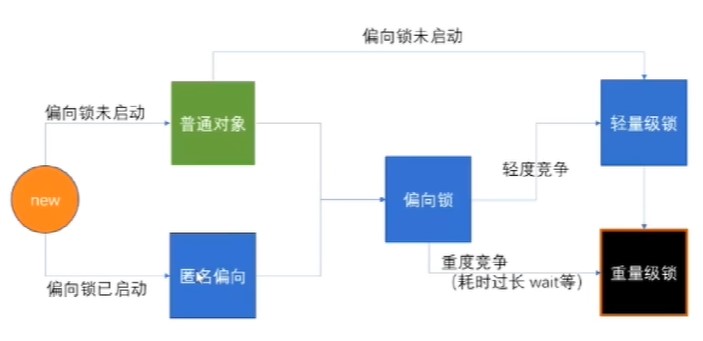 偏向锁未启动
偏向锁未启动
普通对象
轻量级锁
轻度竞争
new
偏向锁
偏向锁已启动
匿名偏向
重度竞争
(耗时过长 wait等)
重量级锁